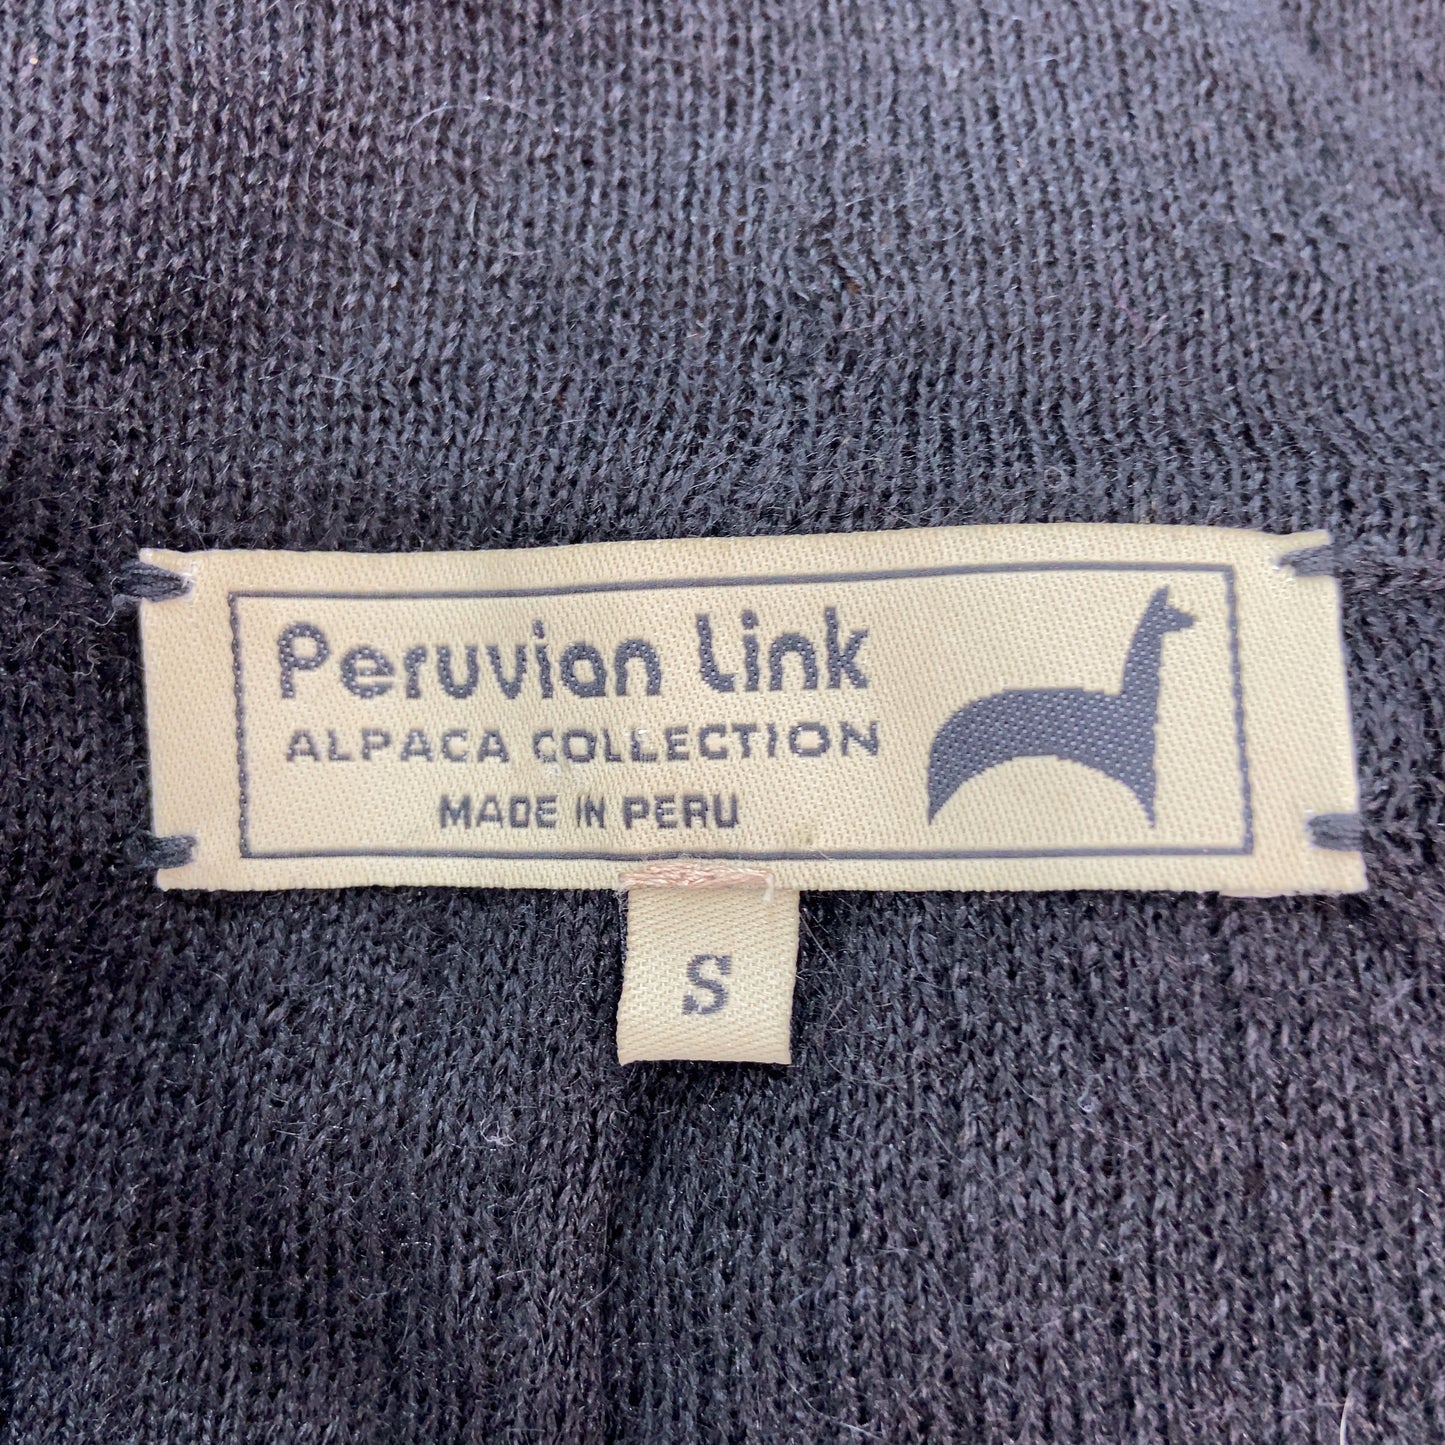 Peruvian Link
ALPACA COLLECTION
MADE IN PERU
S